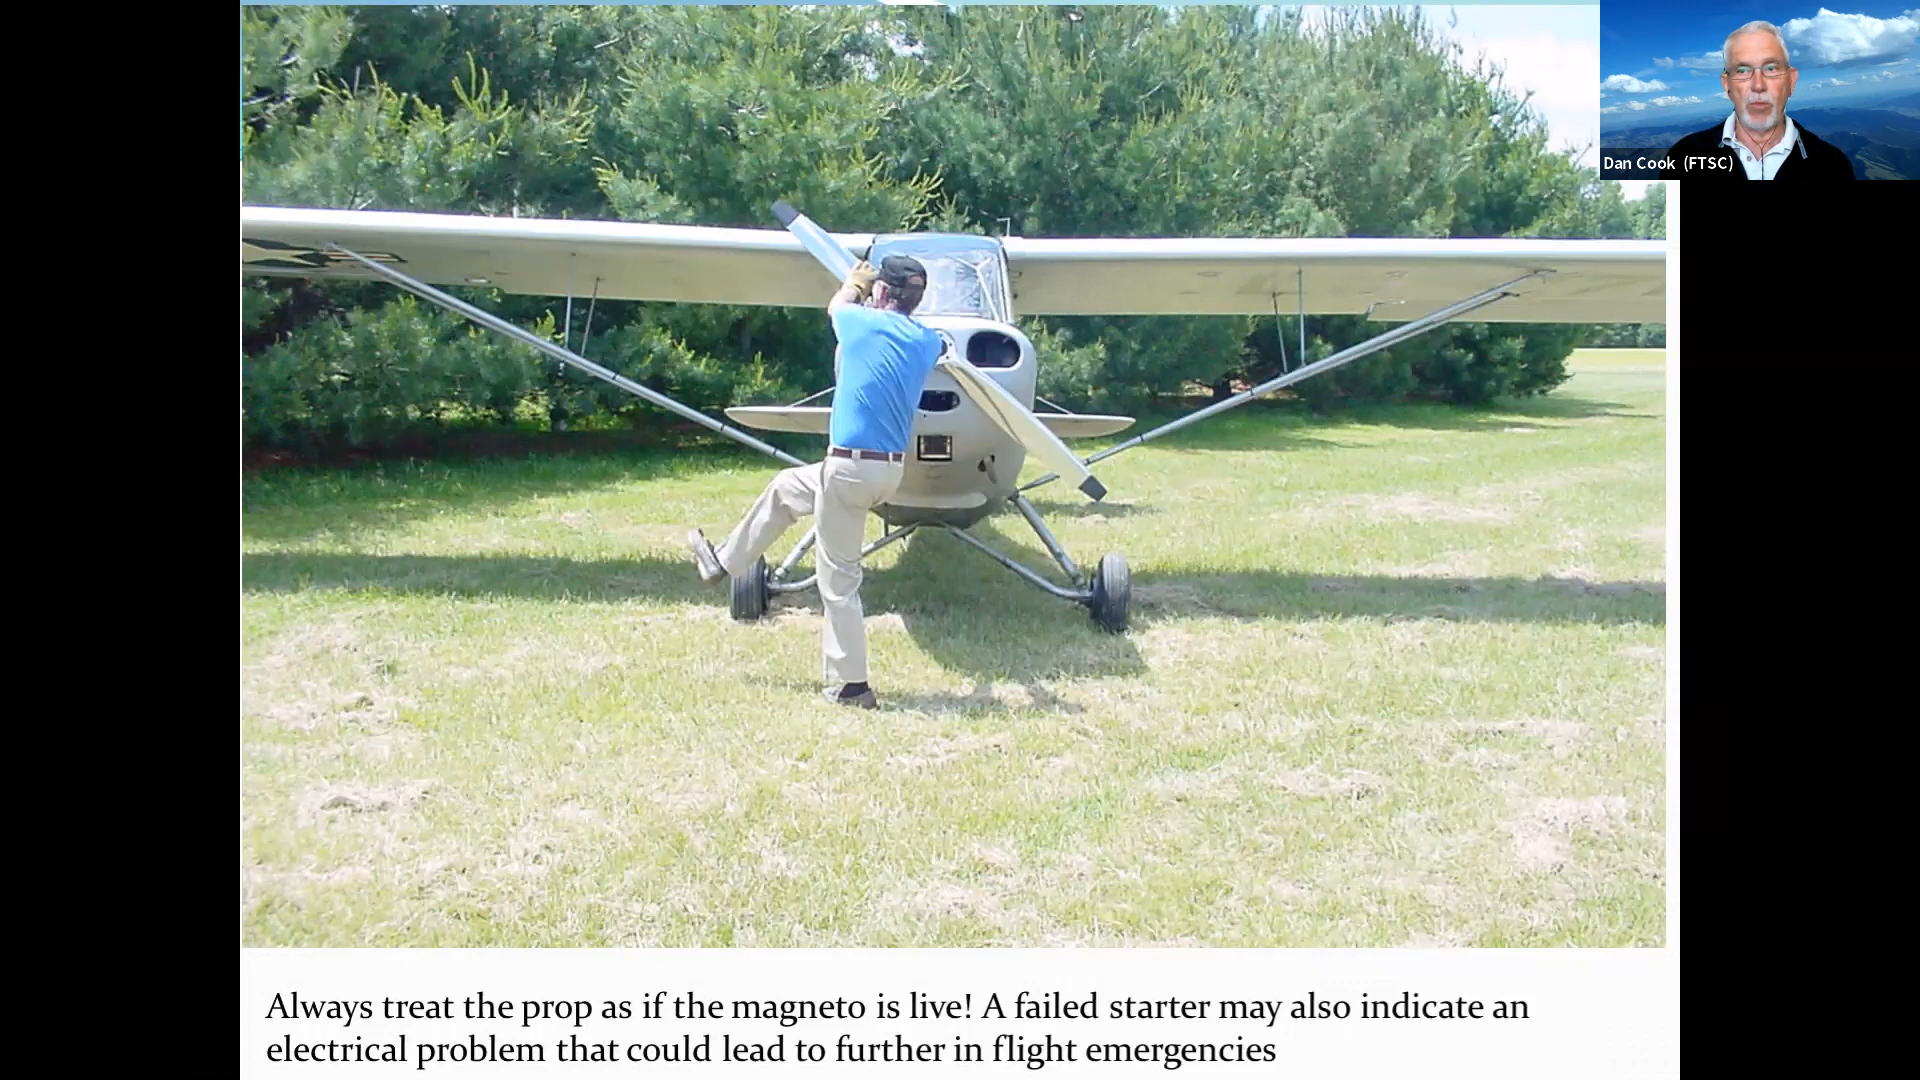 Dan Cook (FTSC)
Always treat the prop as if the magneto is live! A failed starter may also indicate an
electrical problem that could lead to further in flight emergencies